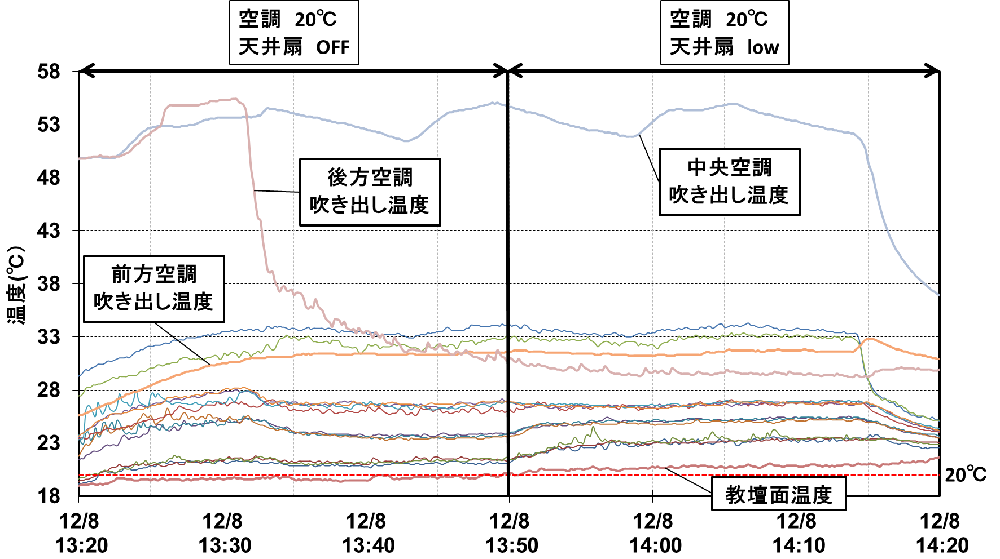 空調 20℃
天井扇 OFF
空調 20℃
天井扇 low
58
53
48
43
38
33
28
23
18
温度(℃)
後方空調
吹き出し温度
中央空調
吹き出し温度
前方空調
吹き出し温度
教壇面温度
20℃
12/8
13:20
12/8
13:30
12/8
13:40
12/8
13:50
12/8
14:00
12/8
14:10
12/8
14:20